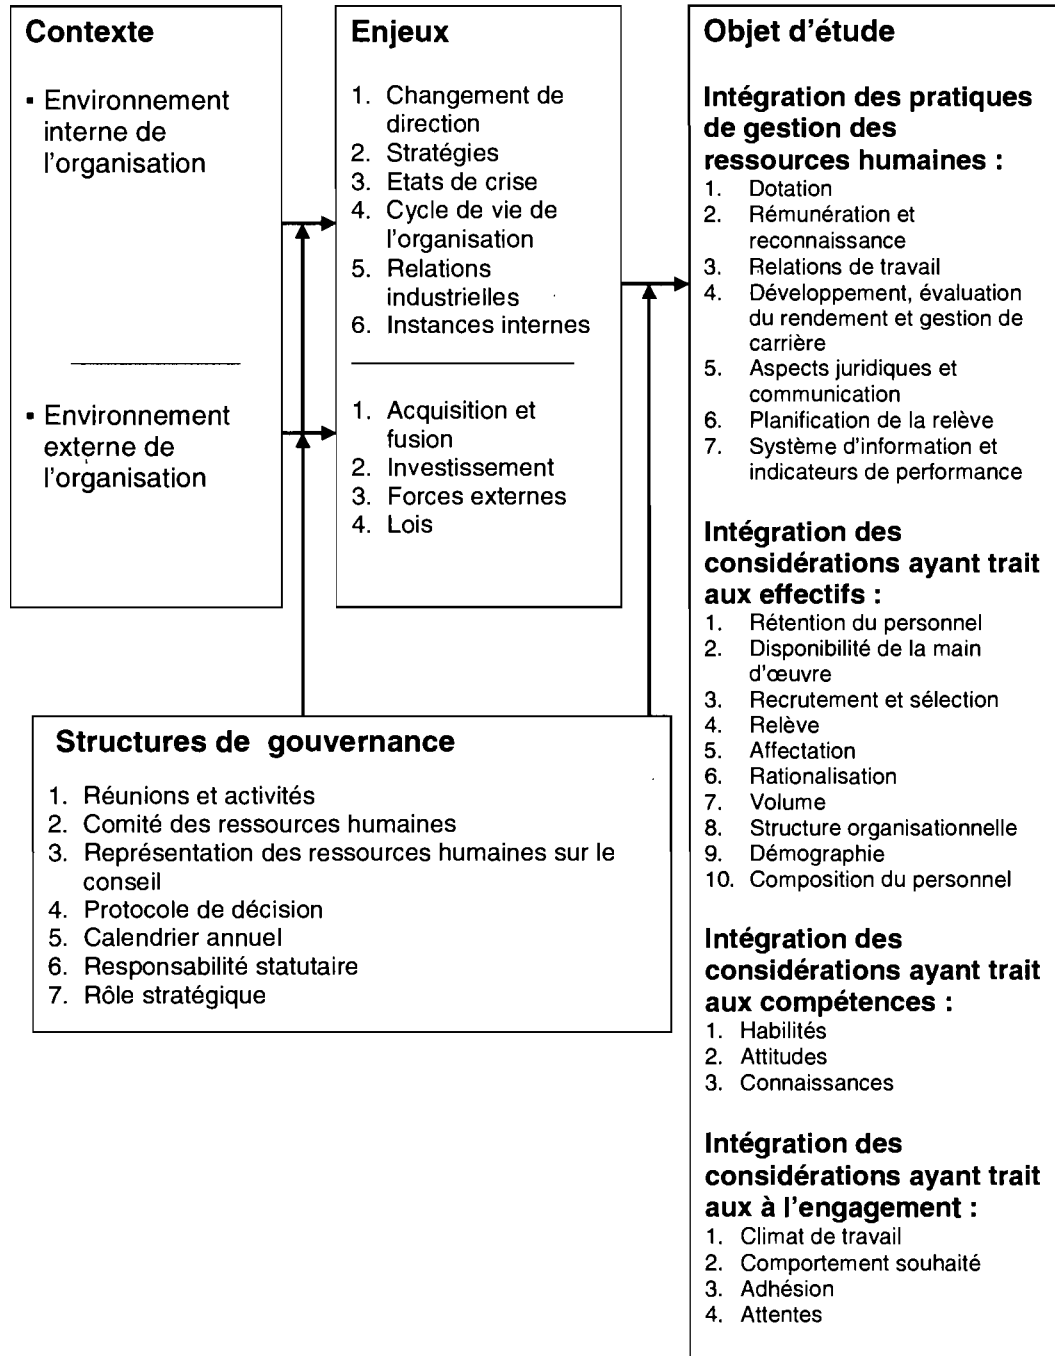 Contexte
▪ Environnement
interne de
l'organisation
▪ Environnement
externe de
l'organisation
Enjeux
1. Changement de
direction
2. Stratégies
3. Etats de crise
4. Cycle de vie de
l'organisation
5. Relations
industrielles
6. Instances internes
1. Acquisition et
fusion
2. Investissement
3. Forces externes
4. Lois
Objet d'étude
Intégration des pratiques
de gestion des
ressources humaines :
1. Dotation
2. Rémunération et
reconnaissance
3. Relations de travail
4. Développement, évaluation
du rendement et gestion de
carrière
5. Aspects juridiques et
communication
6. Planification de la relève
7. Système d'information et
indicateurs de performance
Intégration des
considérations ayant trait
aux effectifs :
1. Rétention du personnel
2. Disponibilité de la main
d'œuvre
3. Recrutement et sélection
4. Relève
5. Affectation
6. Rationalisation
7. Volume
8. Structure organisationnelle
9. Démographie
10. Composition du personnel
Intégration des
considérations ayant trait
aux compétences :
1. Habilités
2. Attitudes
3. Connaissances
Intégration des
considérations ayant trait
aux à l'engagement :
1. Climat de travail
2. Comportement souhaité
3. Adhésion
4. Attentes
Structures de gouvernance
1. Réunions et activités
2. Comité des ressources humaines
3. Représentation des ressources humaines sur le
conseil
4. Protocole de décision
5. Calendrier annuel
6. Responsabilité statutaire
7. Rôle stratégique